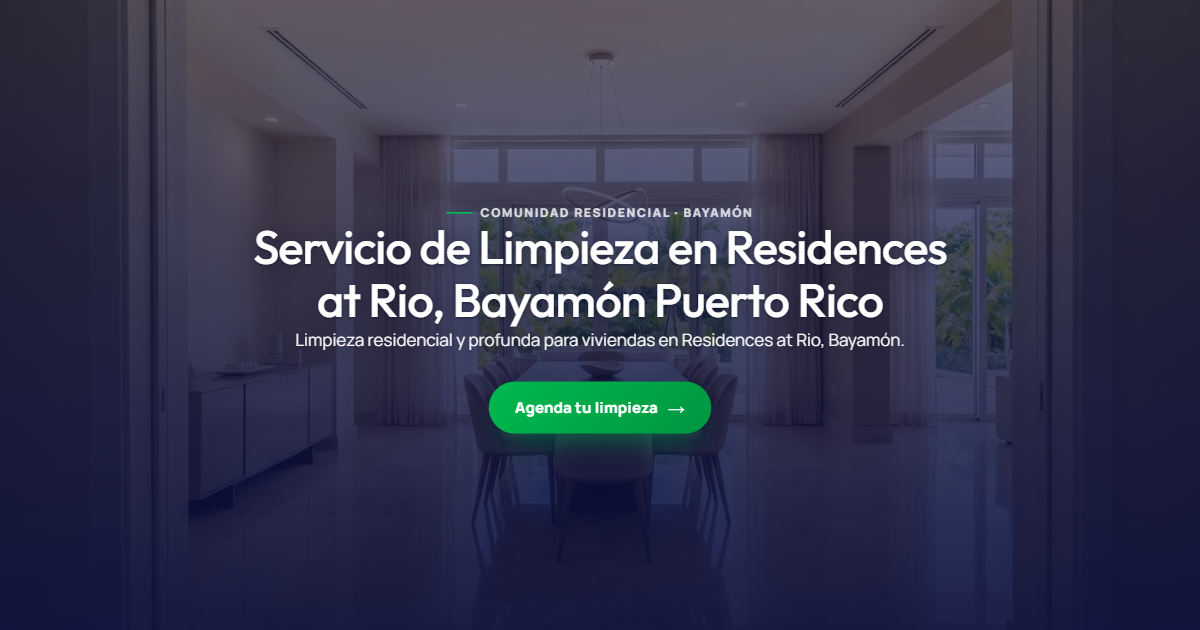 COMUNIDAD RESIDENCIAL · BAYAMÓN
Servicio de Limpieza en Residences
at Rio, Bayamón Puerto Rico
Limpieza residencial y profunda para viviendas en Residences at Rio, Bayamón.
Agenda tu limpieza →